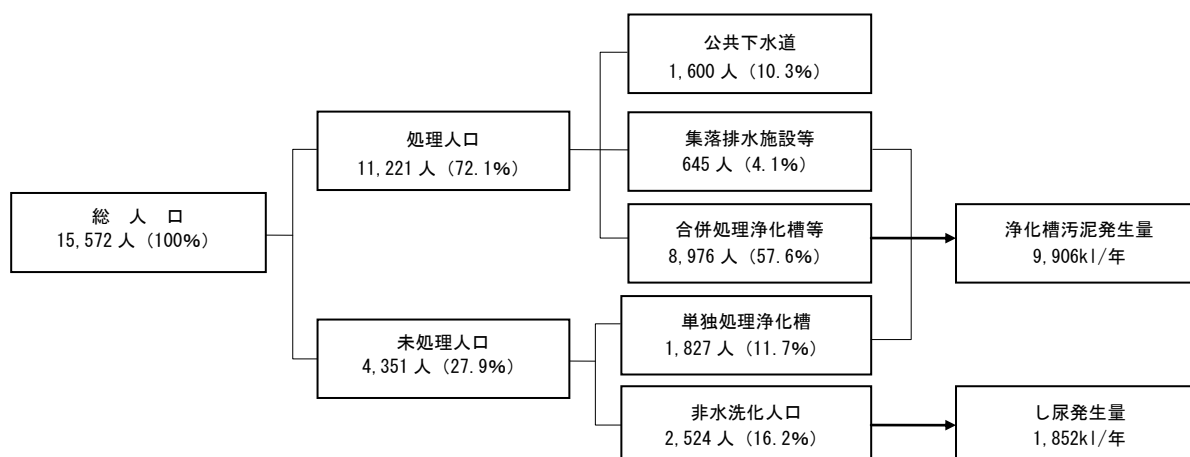 公共下水道
1,600 人 (10.3%)
処理人口
11,221 人 (72.1%)
集落排水施設等
645 人 (4.1%)
総 人 口
15,572 人 (100%)
合併処理浄化槽等
8,976 人 (57.6%)
浄化槽汚泥発生量
9,906kl/年
未処理人口
4,351 人 (27.9%)
単独処理浄化槽
1,827 人 (11.7%)
非水洗化人口
2,524 人 (16.2%)
し尿発生量
1,852kl/年